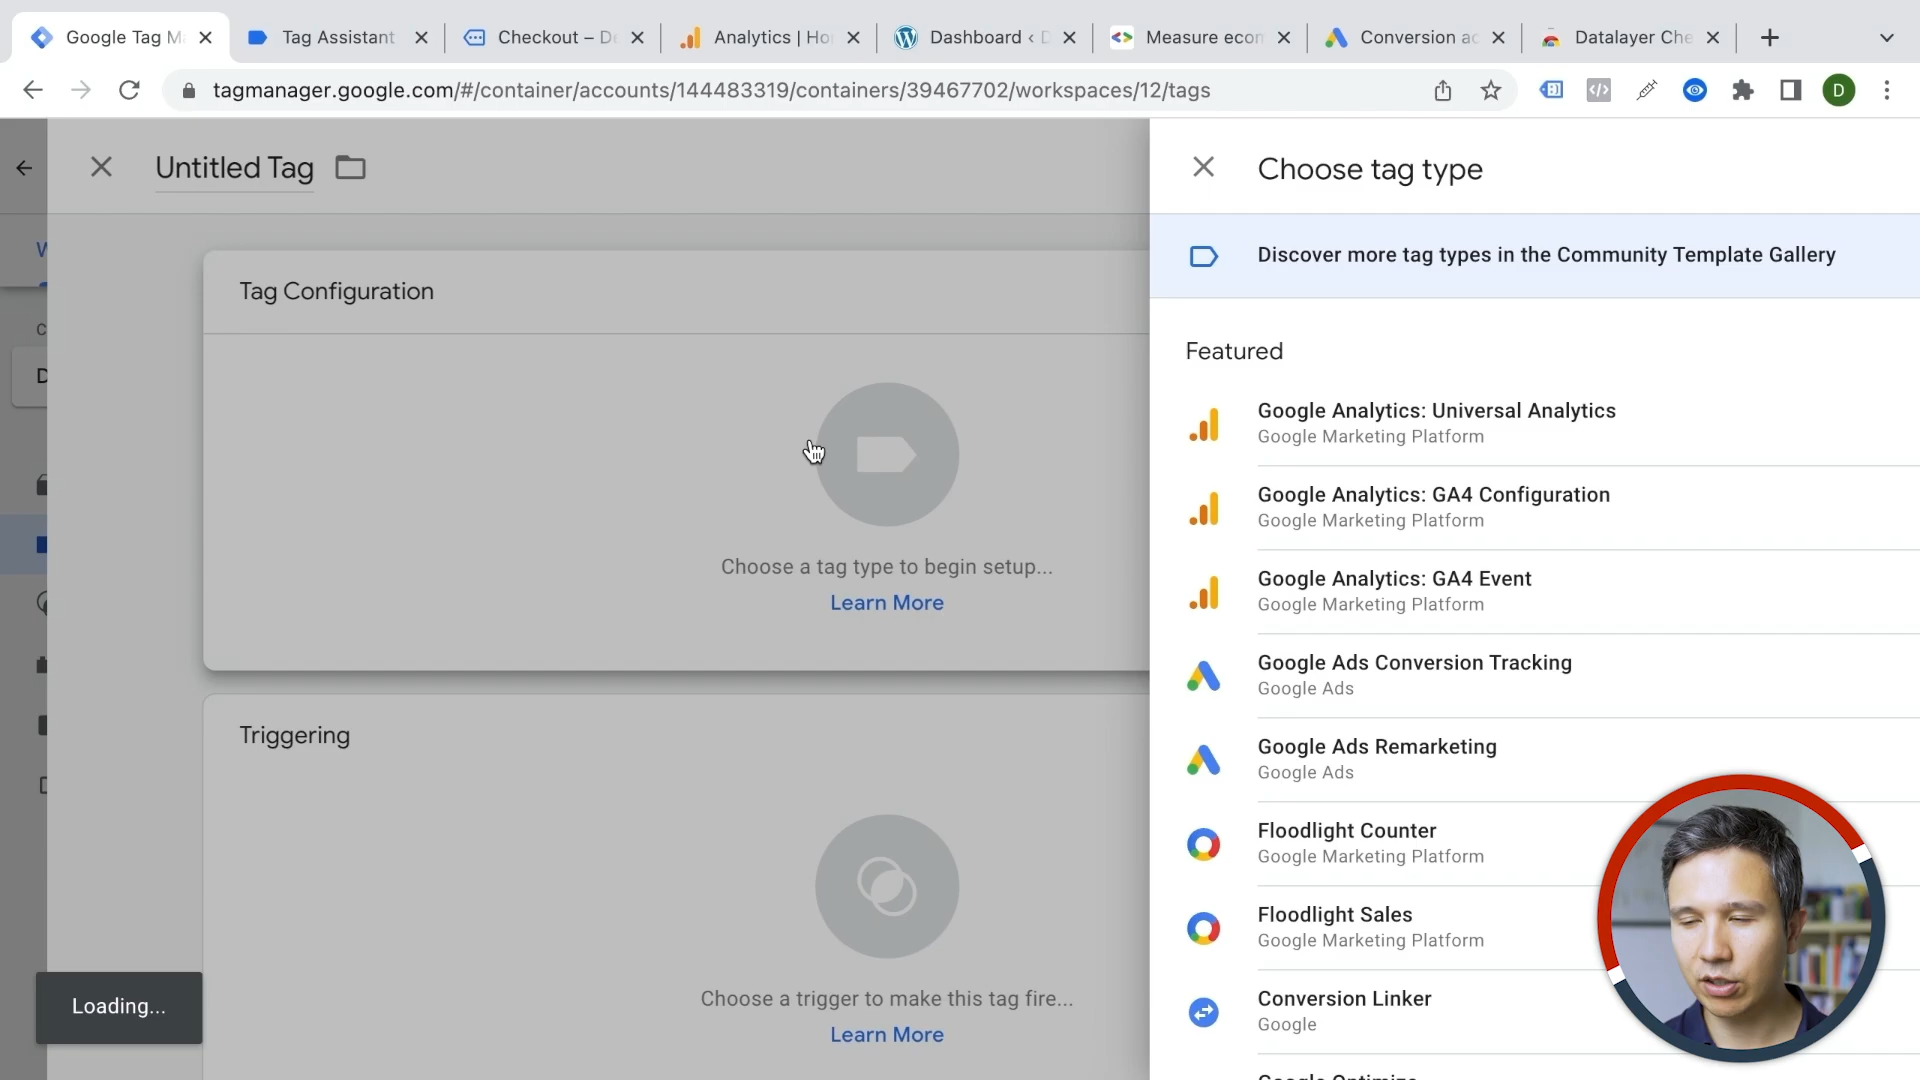 Google Tag M
Tag Assistant
Checkout – De
Analytics | Ho
Dashboard ‹ D
Measure econ
Conversion ac
Datalayer Che
tagmanager.google.com/#/container/accounts/144483319/containers/39467702/workspaces/12/tags
D
Untitled Tag
Choose tag type
Discover more tag types in the Community Template Gallery
Tag Configuration
Choose a tag type to begin setup...
Learn More
Triggering
Choose a trigger to make this tag fire...
Learn More
Loading...
Featured
Google Analytics: Universal Analytics
Google Marketing Platform
Google Analytics: GA4 Configuration
Google Marketing Platform
Google Analytics: GA4 Event
Google Marketing Platform
Google Ads Conversion Tracking
Google Ads
Google Ads Remarketing
Google Ads
Floodlight Counter
Google Marketing Platform
Floodlight Sales
Google Marketing Platform
Conversion Linker
Google
Google Optimize